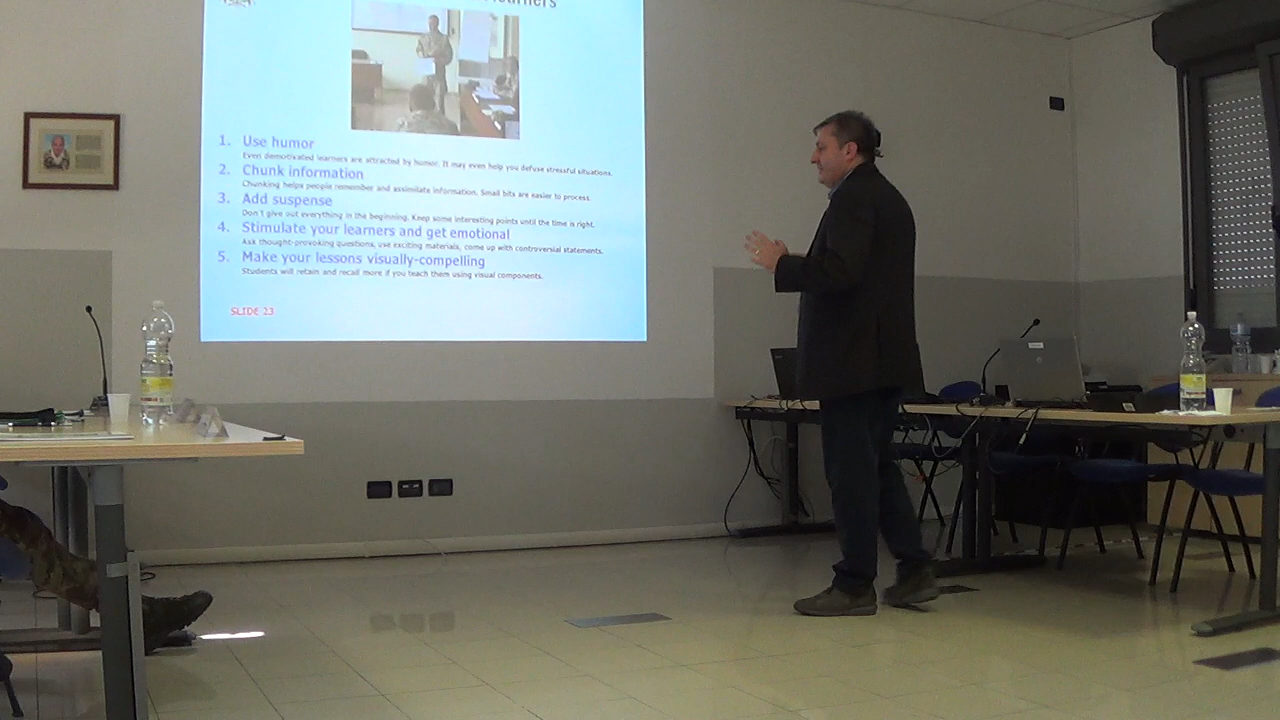 learners
1. Use humor
Even demotivated learners are attracted by humor. It may even help you defuse stressful situations.
2. Chunk information
Chunking helps people remember and assimilate information. Small bits are easier to process.
3. Add suspense
Don't give out everything in the beginning. Keep some interesting points until the time is right.
4. Stimulate your learners and get emotional
Ask thought-provoking questions, use exciting materials, come up with controversial statements.
5. Make your lessons visually-compelling
Students will retain and recall more if you teach them using visual components.
SLIDE 23